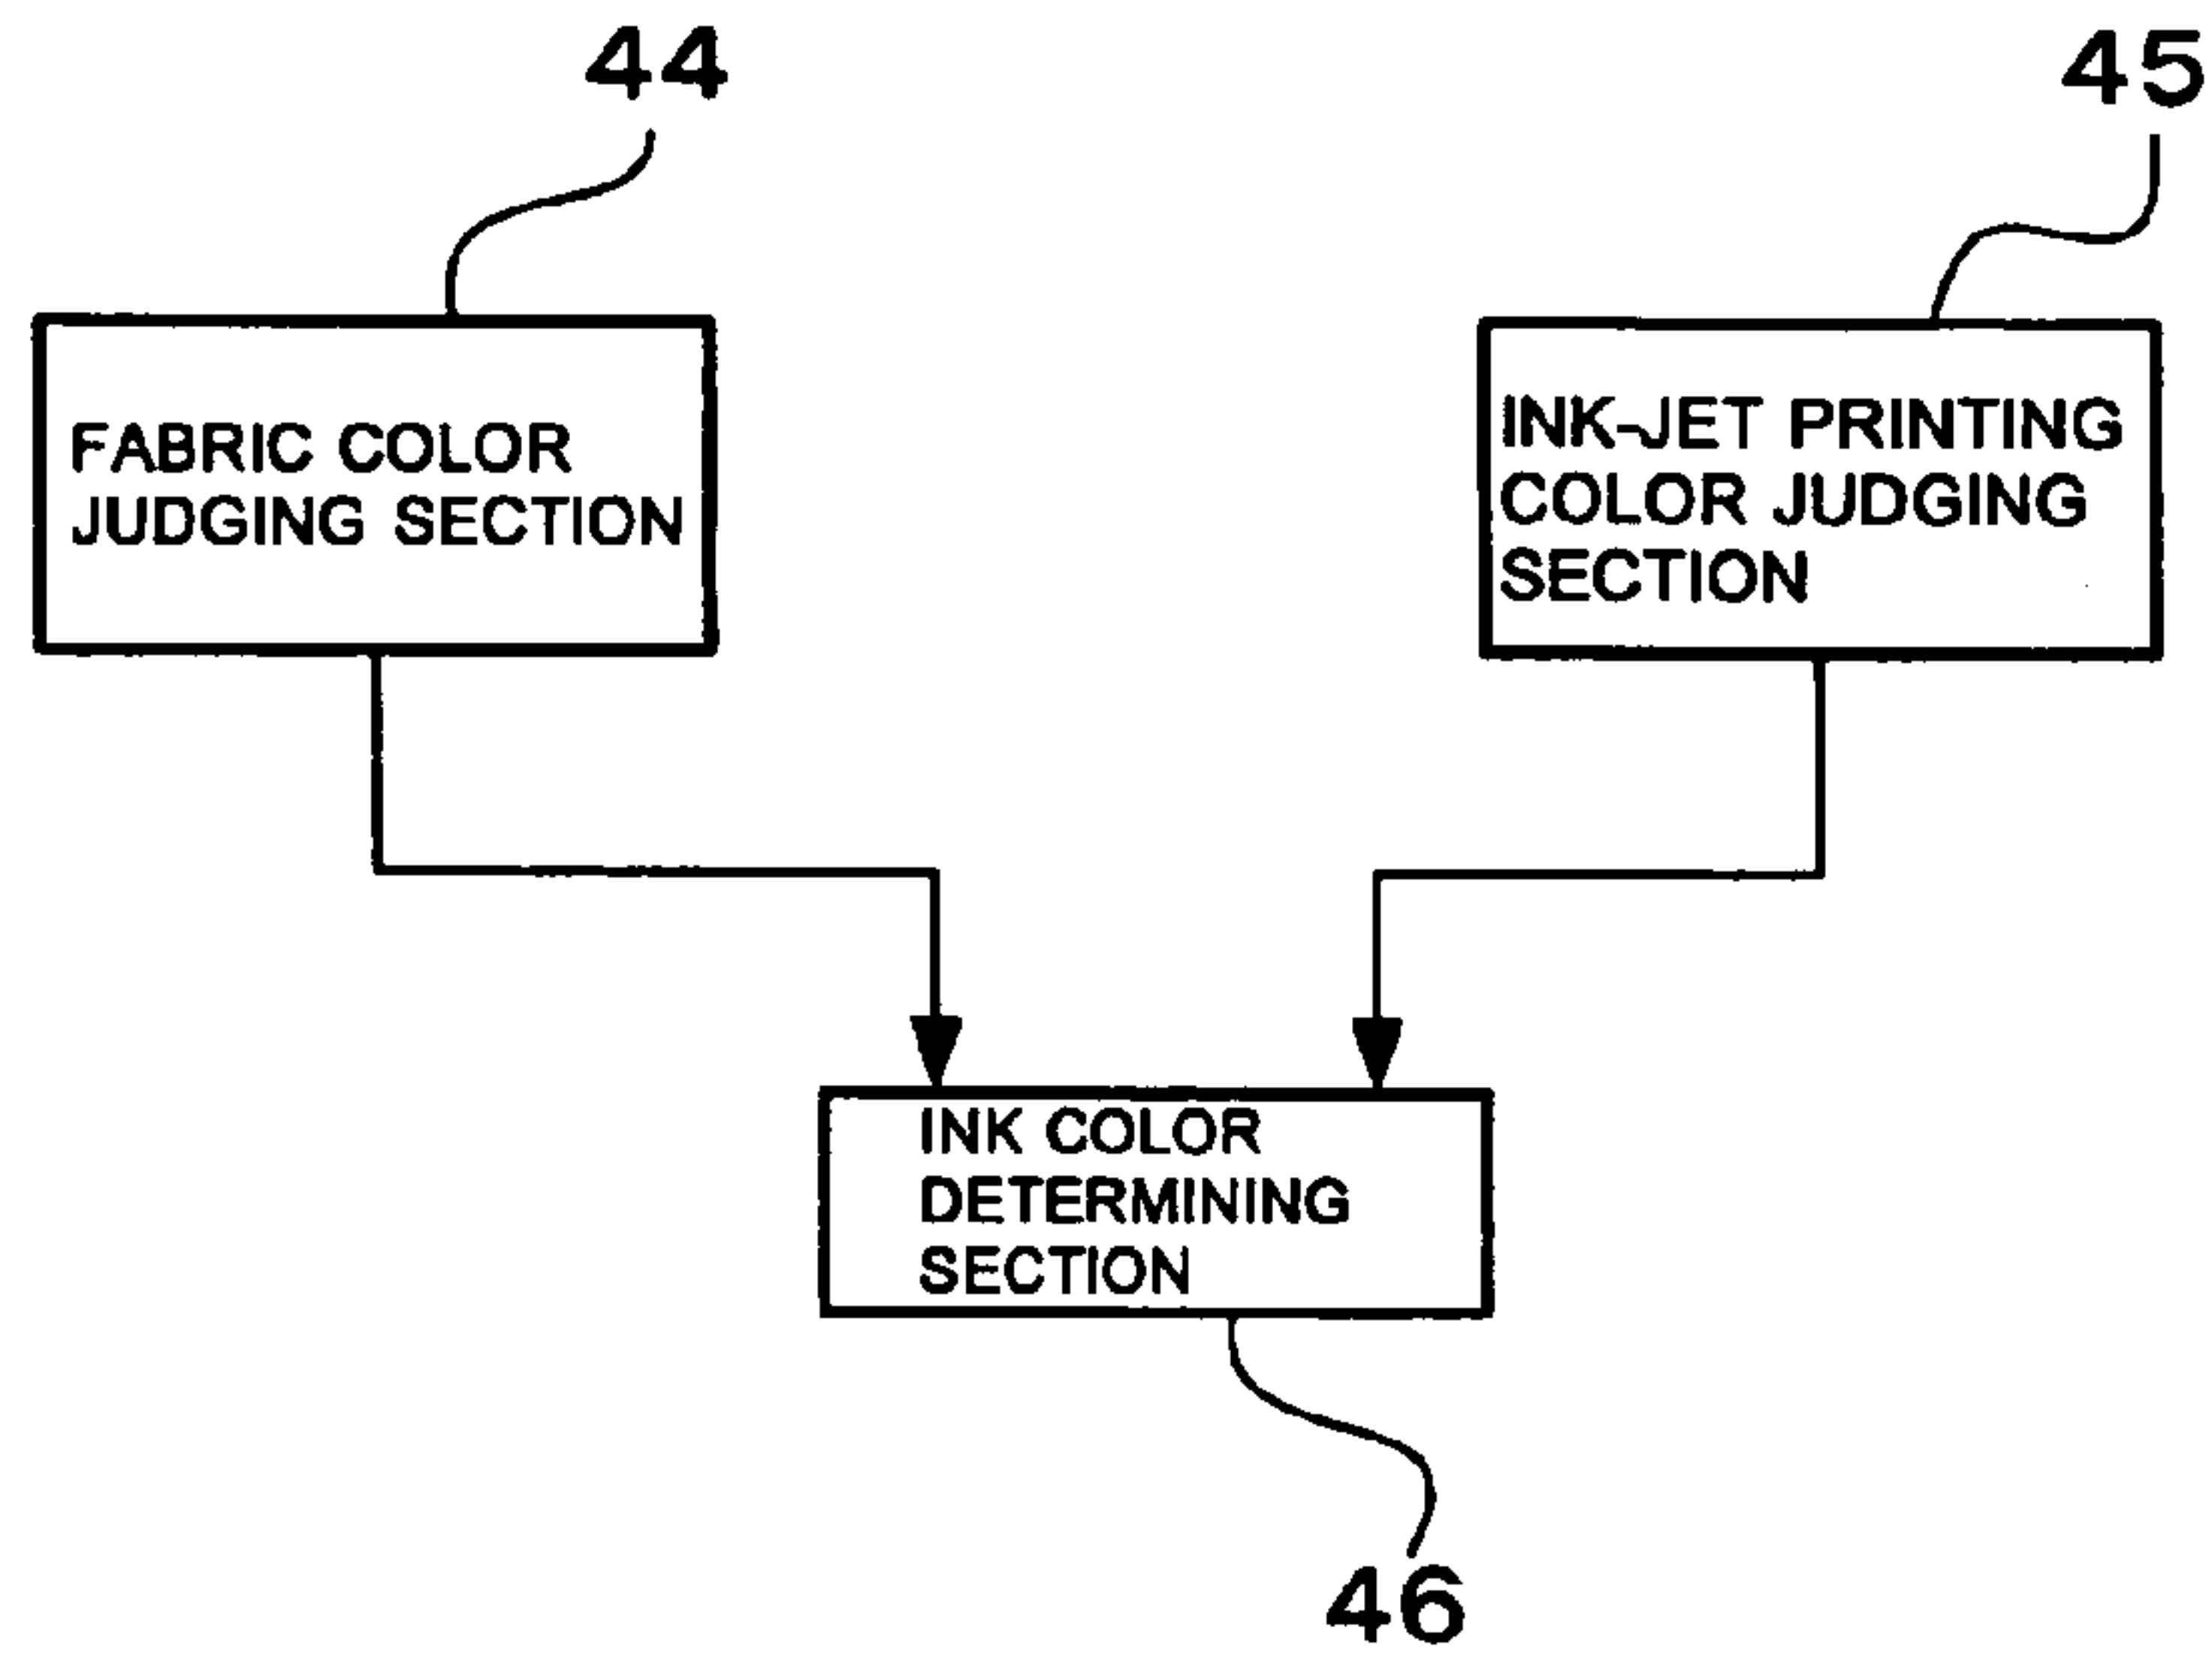 44
45
FABRIC COLOR
JUDGING SECTION
INK-JET PRINTING
COLOR JUDGING
SECTION
INK COLOR
DETERMINING
SECTION
46